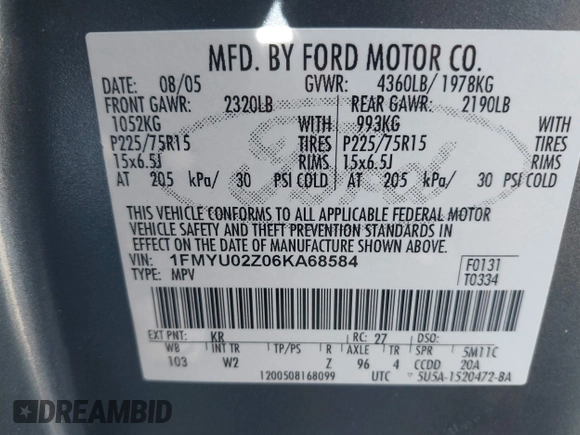 MFD. BY FORD MOTOR CO.
DATE: 08/05 GVWR: 4360LB/ 1978KG
FRONT GAWR: 2320LB REAR GAWR: 2190LB
1052KG WITH 993KG WITH
P225/75R15 TIRES P225/75R15 TIRES
15x6.5J RIMS 15x6.5J RIMS
AT 205 kPa/ 30 PSI COLD AT 205 kPa/ 30 PSI COLD
THIS VEHICLE CONFORMS TO ALL APPLICABLE FEDERAL MOTOR
VEHICLE SAFETY AND THEFT PREVENTION STANDARDS IN
EFFECT ON THE DATE OF MANUFACTURE SHOWN ABOVE.
VIN: 1FMYU02Z06KA68584 F0131
TYPE: MPV T0334
EXT PNT: KR RC: 27 DSO:
WB INT TR TP/PS R AXLE TR SPR 5M11C
103 W2 Z 96 4 CCDD 20A
1200508168099 UTC 5U5A-1520472-BA
Ford
DREAMBID